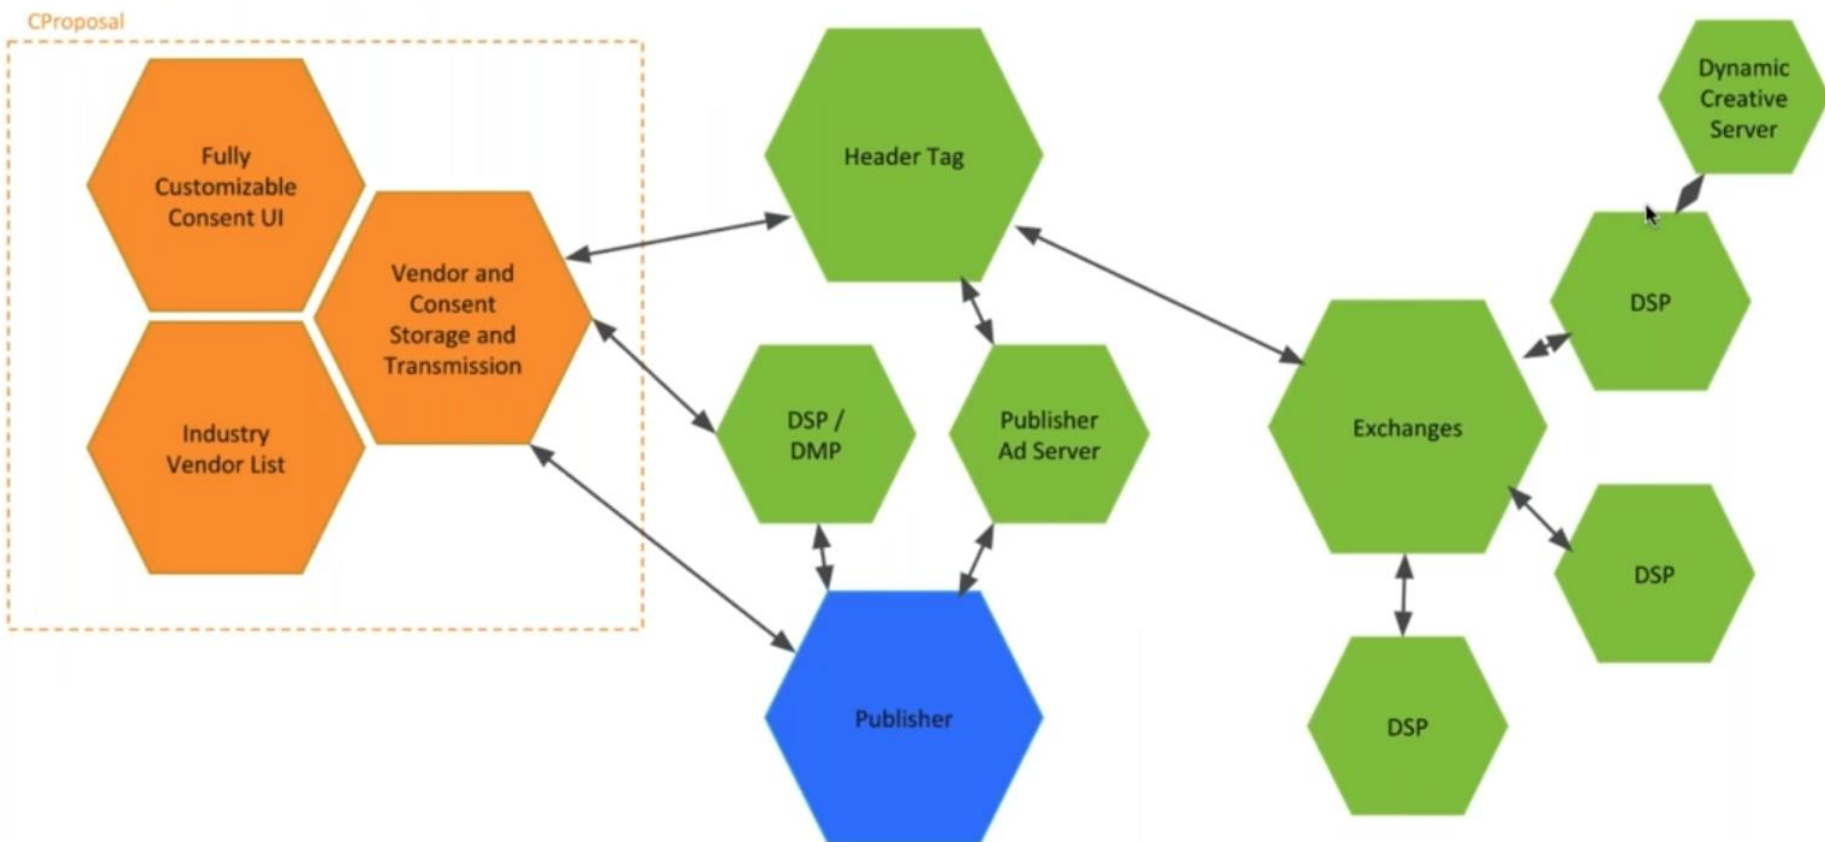 CProposal
Fully
Customizable
Consent UI
Vendor and
Consent
Storage and
Transmission
Industry
Vendor List
Header Tag
DSP /
DMP
Publisher
Ad Server
Publisher
Exchanges
Dynamic
Creative
Server
DSP
DSP
DSP